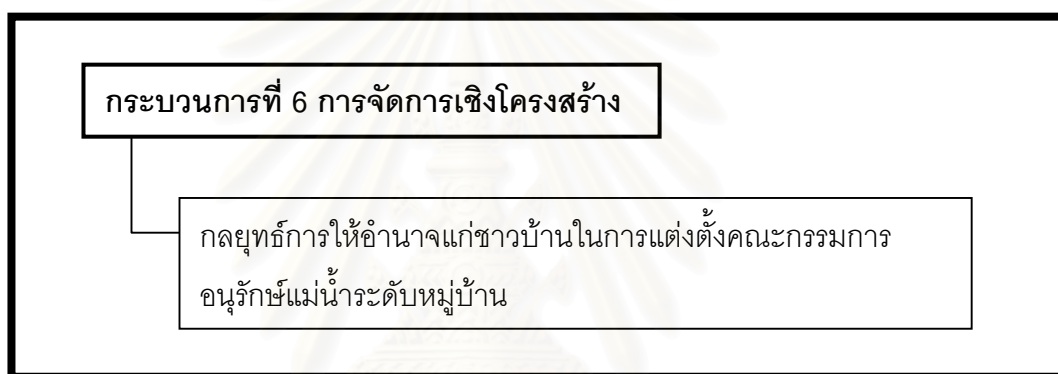 กระบวนการที่ 6 การจัดการเชิงโครงสร้าง
กลยุทธ์การให้อำนาจแก่ชาวบ้านในการแต่งตั้งคณะกรรมการ
อนุรักษ์แม่น้ำระดับหมู่บ้าน